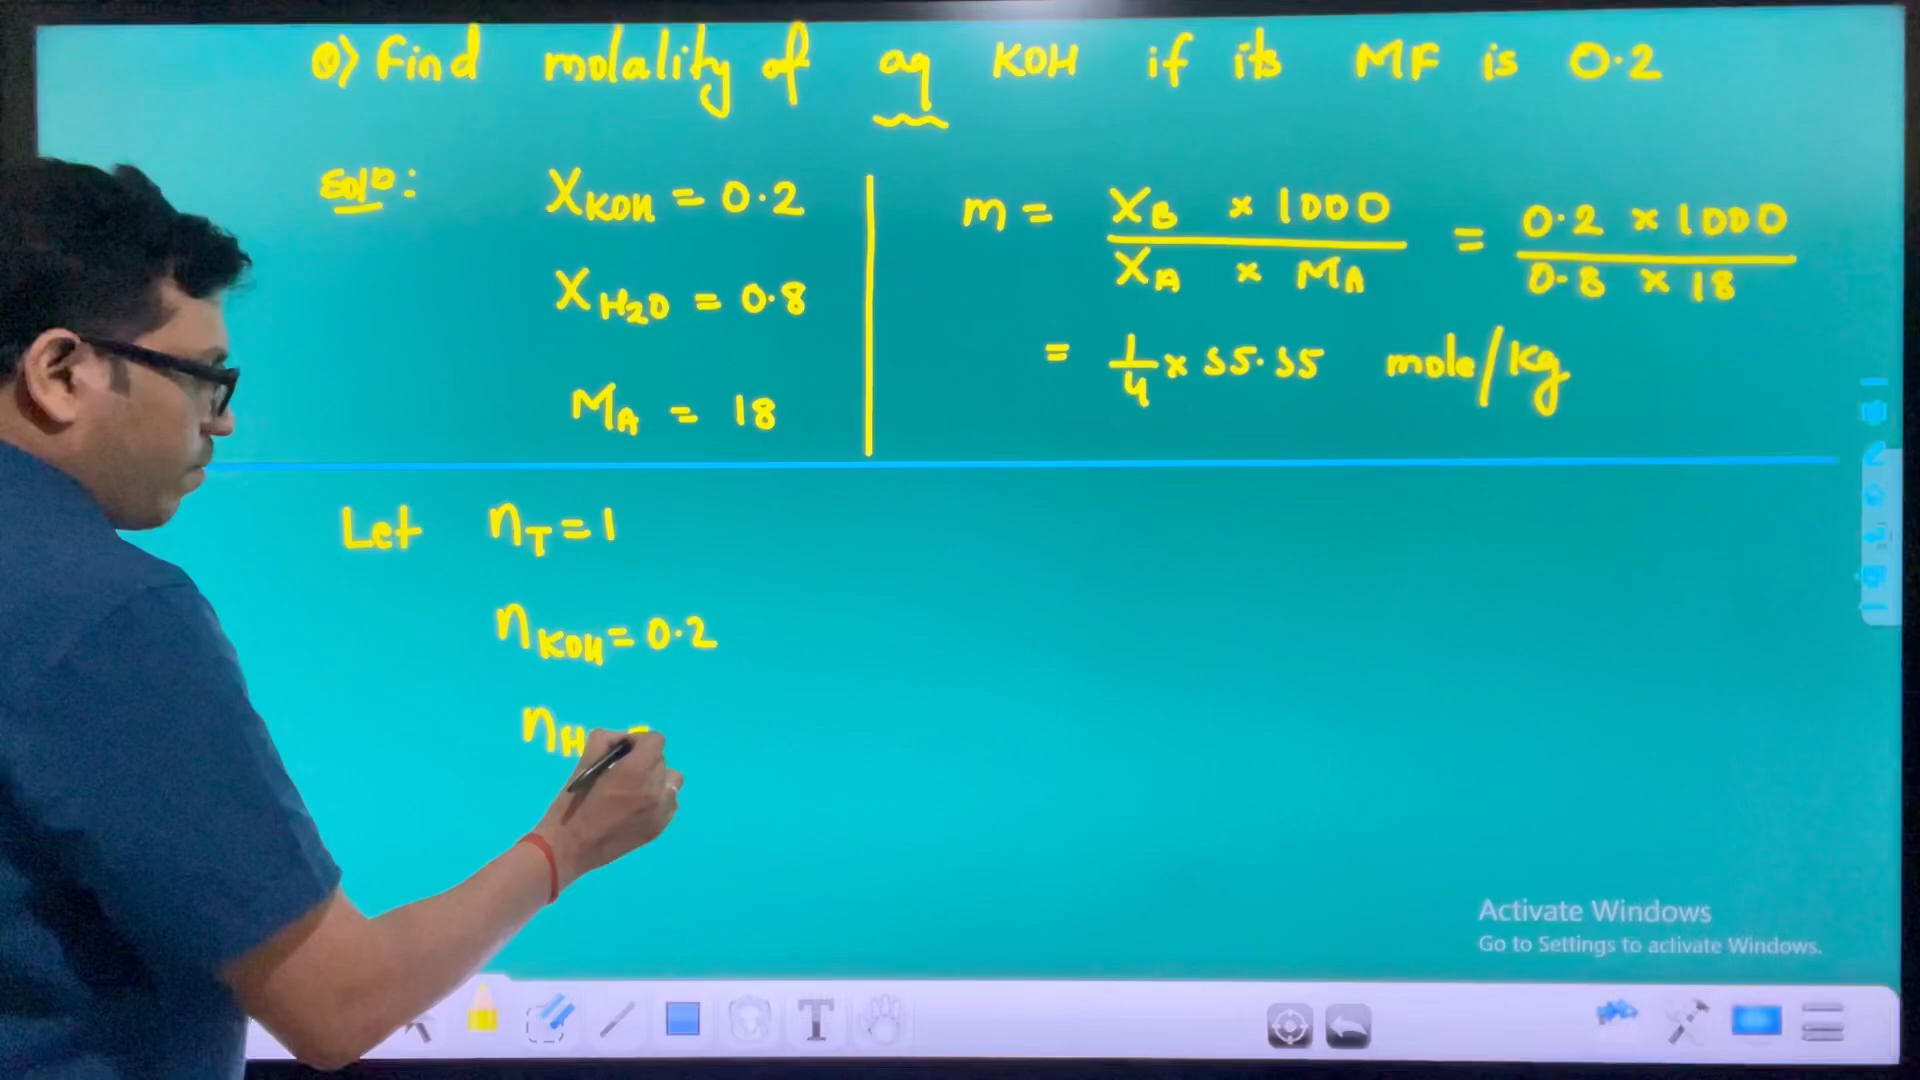 Q) Find molality of aq KOH if its MF is 0.2
Soln:
X_KOH = 0.2
X_H2O = 0.8
M_A = 18
m = X_B × 1000 / X_A × M_A = 0.2 × 1000 / 0.8 × 18
= 1/4 × 55.55 mole/kg
Let n_T = 1
n_KOH = 0.2
n_H =
Activate Windows
Go to Settings to activate Windows.
T